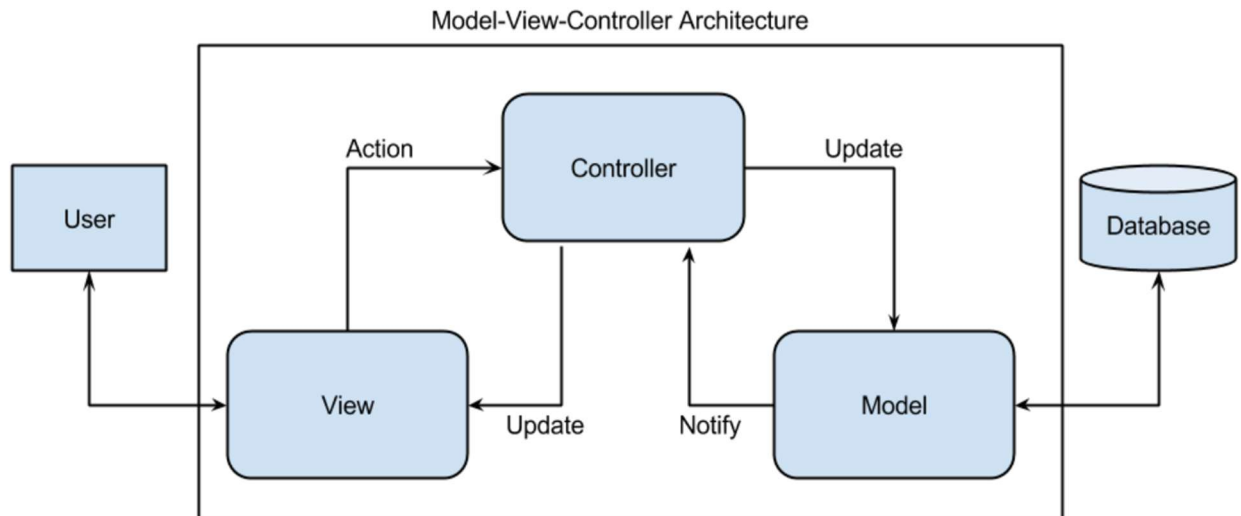 Model-View-Controller Architecture
Action
Controller
Update
User
Database
View
Update
Notify
Model